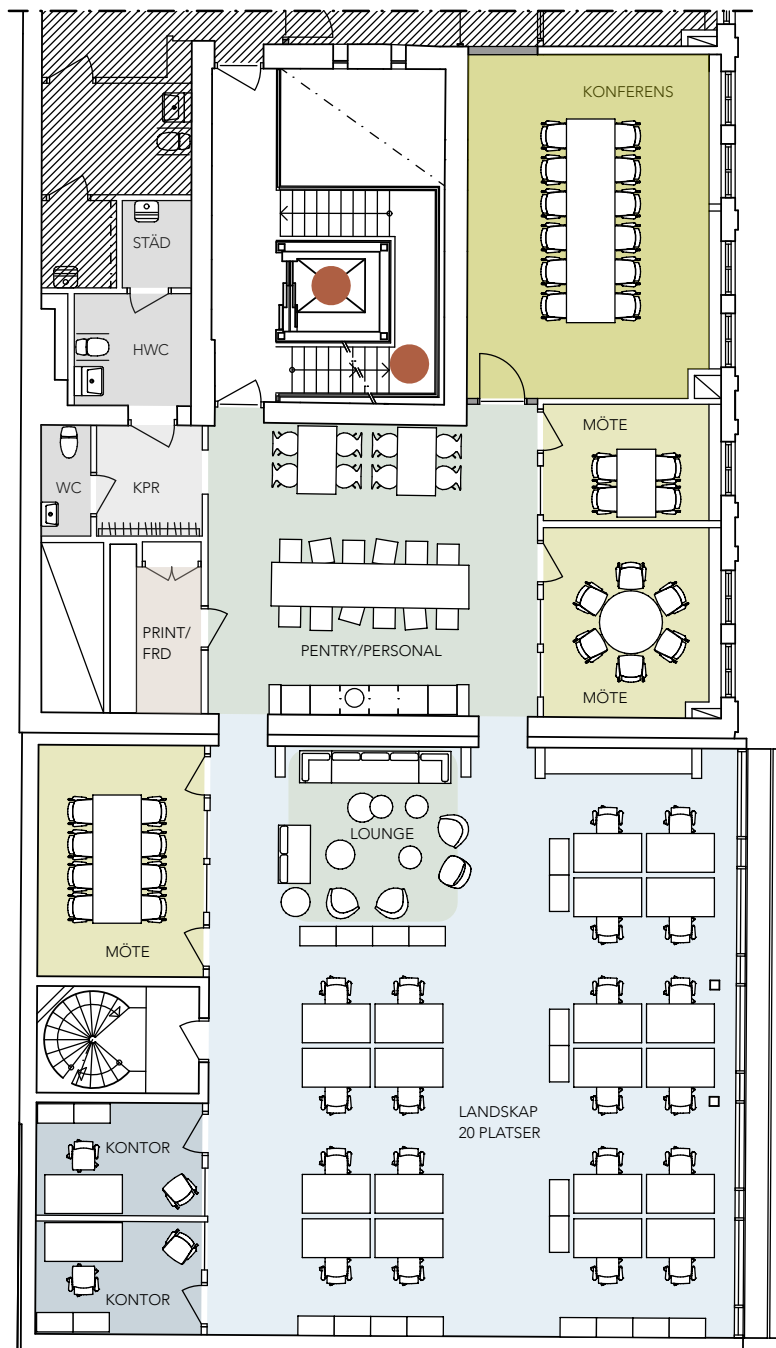 KONFERENS
STÄD
HWC
MÖTE
WC
KPR
PRINT/
FRD
PENTRY/PERSONAL
MÖTE
LOUNGE
MÖTE
LANDSKAP
20 PLATSER
KONTOR
KONTOR